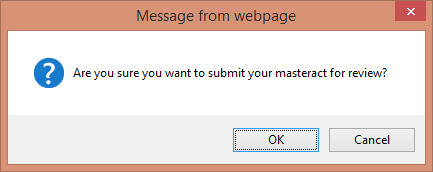 Message from webpage
Are you sure you want to submit your masteract for review?
OK
Cancel